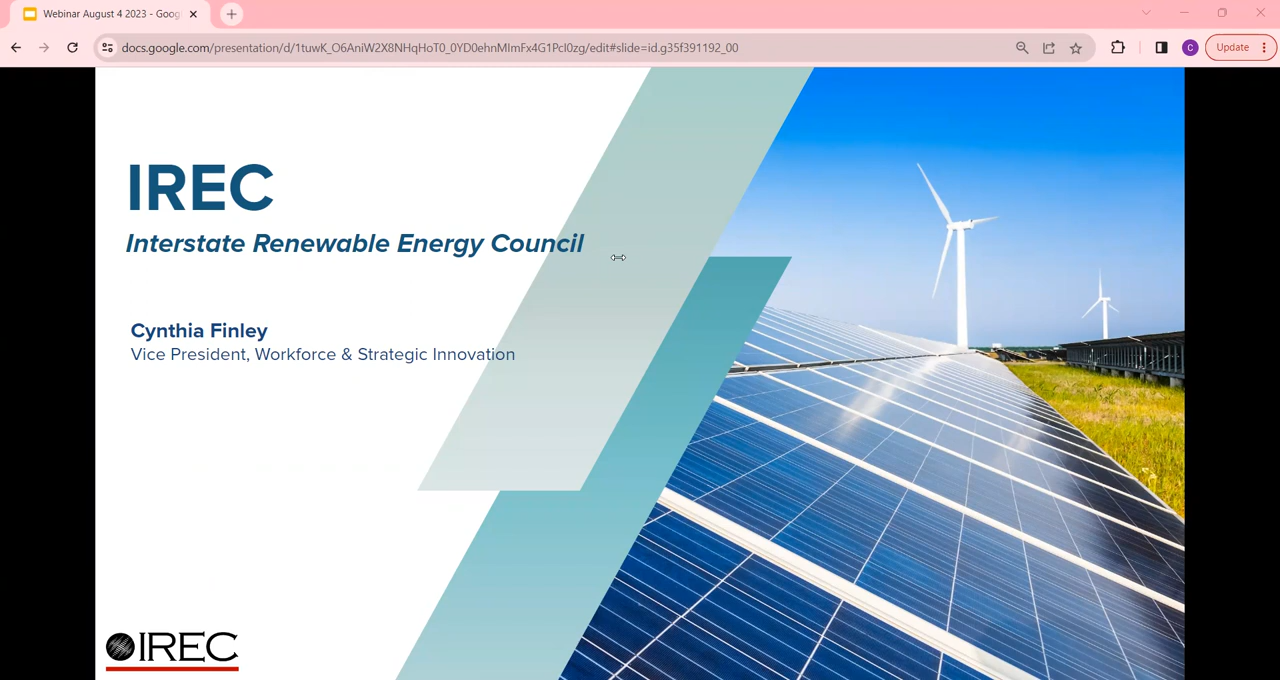 Webinar August 4 2023 - Goog
docs.google.com/presentation/d/1tuwK_O6AniW2X8NHqHoT0_0YD0ehnMImFx4G1PcI0zg/edit#slide=id.g35f391192_00
C
Update
IREC
Interstate Renewable Energy Council
Cynthia Finley
Vice President, Workforce & Strategic Innovation
IREC